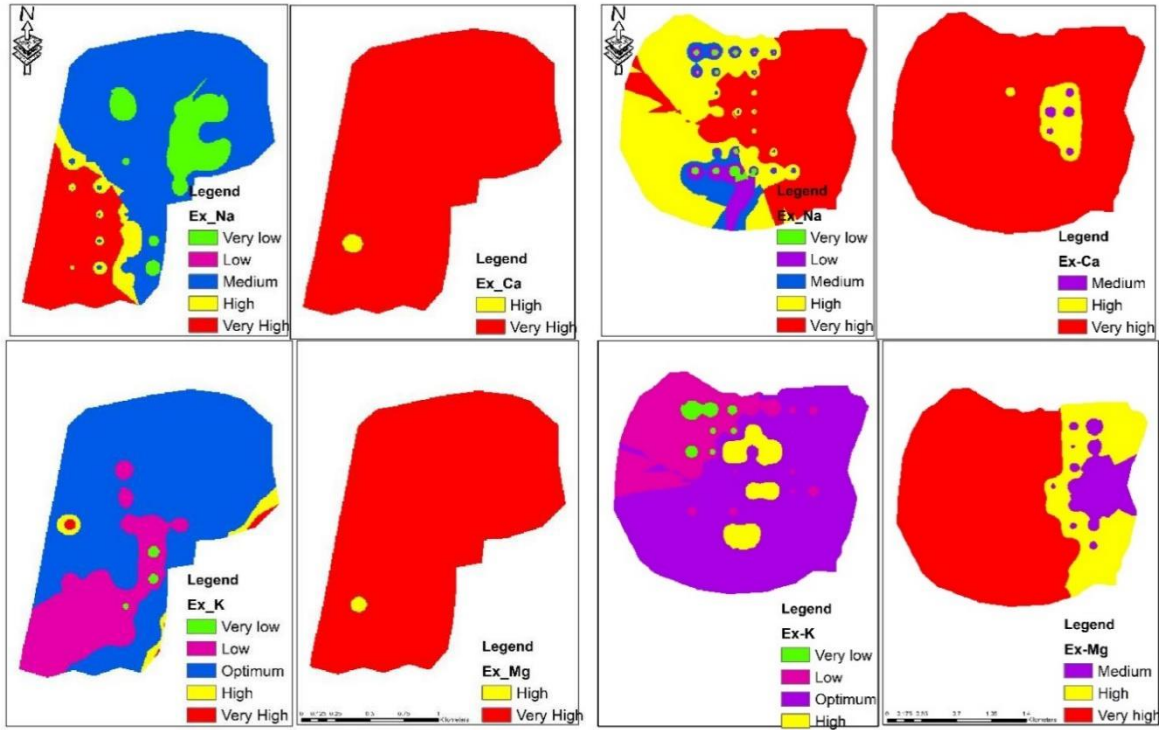 N
Legend
Ex_Na
Very low
Low
Medium
High
Very High
Legend
Ex_Ca
High
Very High
N
Legend
Ex_Na
Very low
Low
Medium
High
Very high
Legend
Ex-Ca
Medium
High
Very high
Legend
Ex_K
Very low
Low
Optimum
High
Very High
Legend
Ex_Mg
High
Very High
Legend
Ex-K
Very low
Low
Optimum
High
Legend
Ex-Mg
Medium
High
Very high